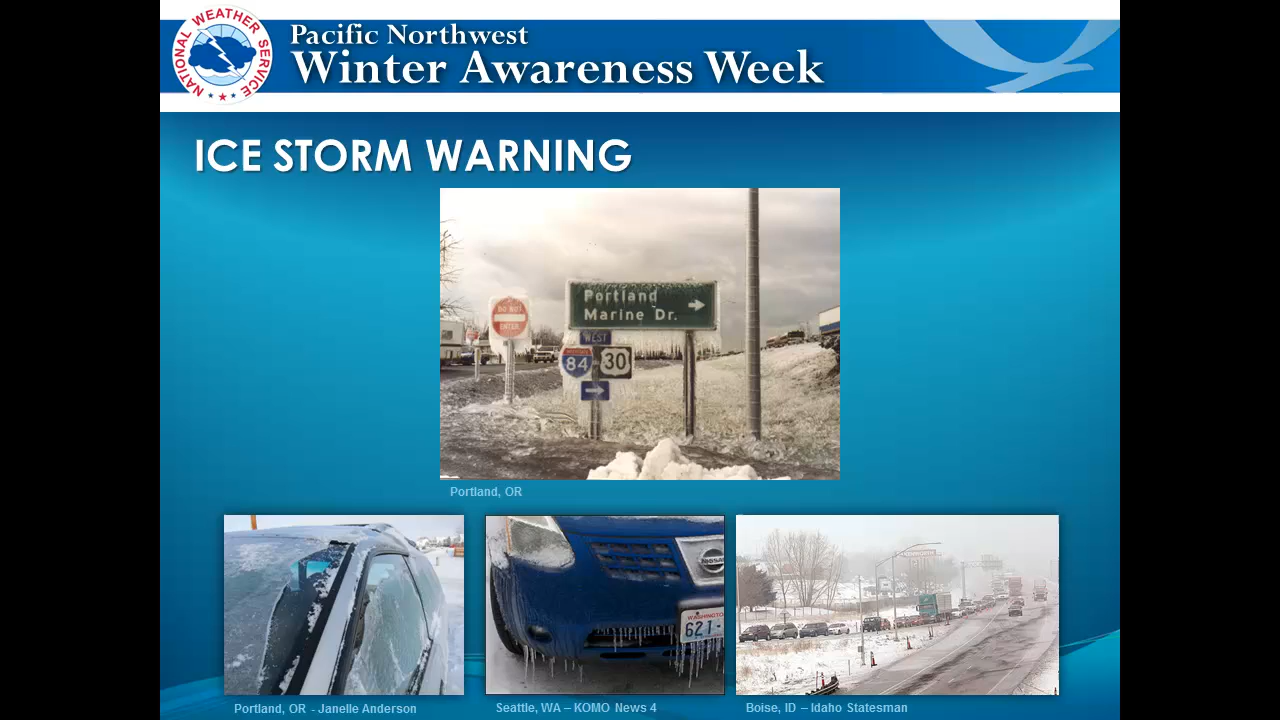 NATIONAL WEATHER SERVICE
Pacific Northwest
Winter Awareness Week
ICE STORM WARNING
DO NOT
ENTER
Portland
Marine Dr.
WEST
84
30
Portland, OR
NISSAN
WASHINGTON
621-
Portland, OR - Janelle Anderson
Seattle, WA – KOMO News 4
Boise, ID – Idaho Statesman